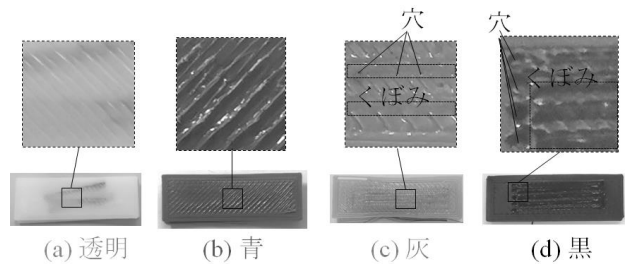 穴
穴
くぼみ
くぼみ
(a) 透明
(b) 青
(c) 灰
(d) 黒